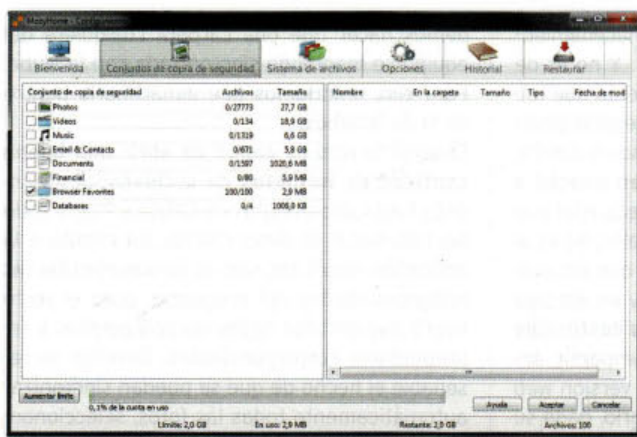 MozyHome - Configuración
Bienvenida Conjuntos de copia de seguridad Sistema de archivos Opciones Historial Restaurar
Conjunto de copia de seguridad Archivos Tamaño Nombre En la carpeta Tamaño Tipo Fecha de mod
Photos 0/27773 27,7 GB
Videos 0/134 18,9 GB
Music 0/1319 6,6 GB
Email & Contacts 0/671 5,8 GB
Documents 0/1597 1026,6 MB
Financial 0/80 5,9 MB
Browser Favorites 100/100 2,9 MB
Databases 0/4 1008,0 KB
Aumentar límite
0,1% de la cuota en uso
Ayuda Aceptar Cancelar
Límite: 2,0 GB En uso: 2,9 MB Restante: 2,0 GB Archivos: 100